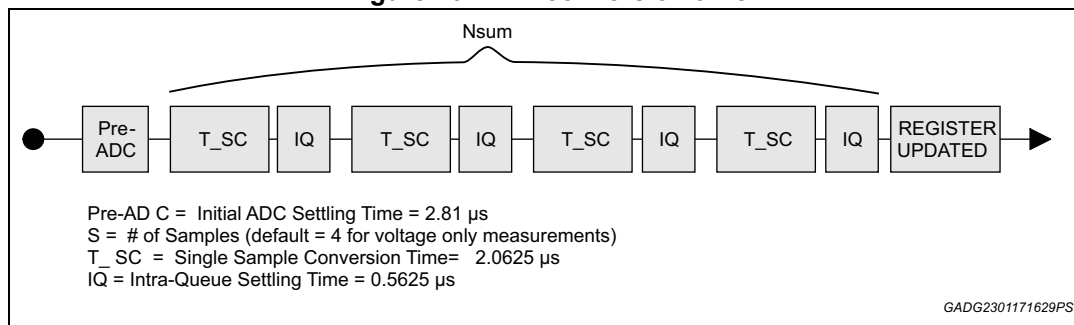 Nsum
Pre-
ADC
T_SC
IQ
T_SC
IQ
T_SC
IQ
T_SC
IQ
REGISTER
UPDATED
Pre-AD C = Initial ADC Settling Time = 2.81 µs
S = # of Samples (default = 4 for voltage only measurements)
T_ SC = Single Sample Conversion Time= 2.0625 µs
IQ = Intra-Queue Settling Time = 0.5625 µs
GADG2301171629PS